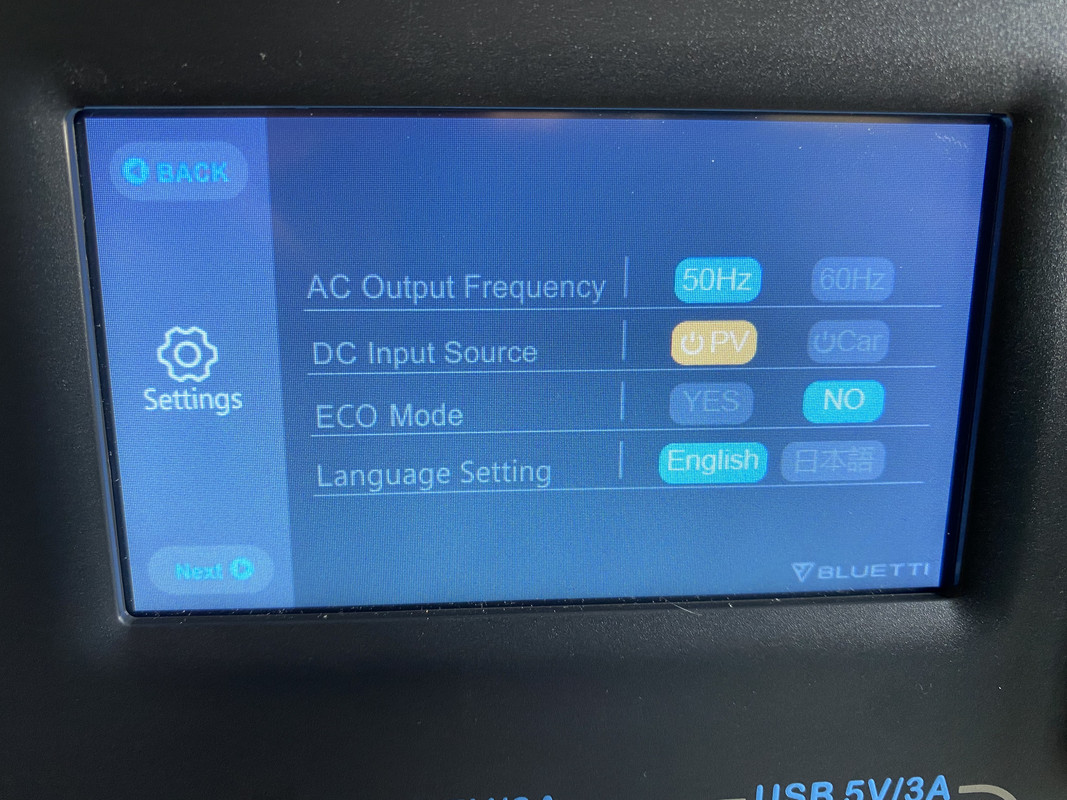 BACK
AC Output Frequency 50Hz 60Hz
DC Input Source PV Car
ECO Mode YES NO
Settings
Language Setting English 日本語
Next
BLUETTI
USB 5V/3A